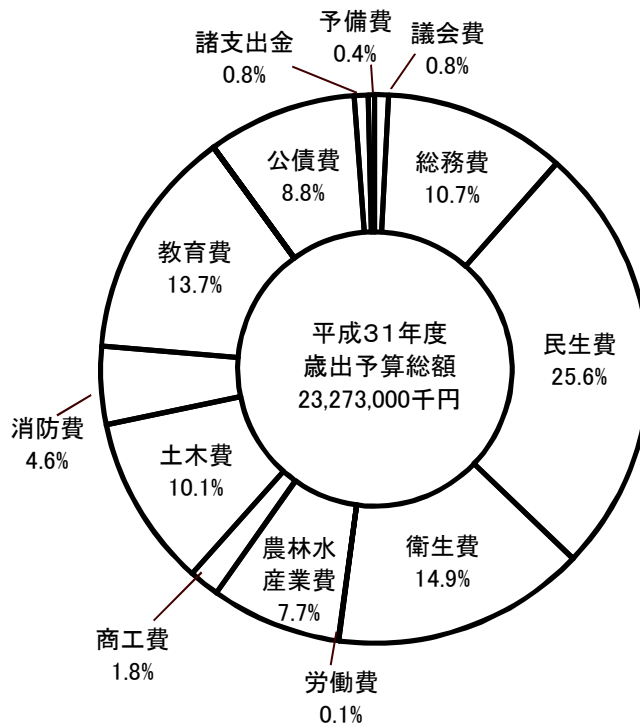 諸支出金
0.8%
予備費
0.4%
議会費
0.8%
総務費
10.7%
民生費
25.6%
衛生費
14.9%
労働費
0.1%
農林水
産業費
7.7%
商工費
1.8%
土木費
10.1%
消防費
4.6%
教育費
13.7%
公債費
8.8%
平成31年度
歳出予算総額
23,273,000千円